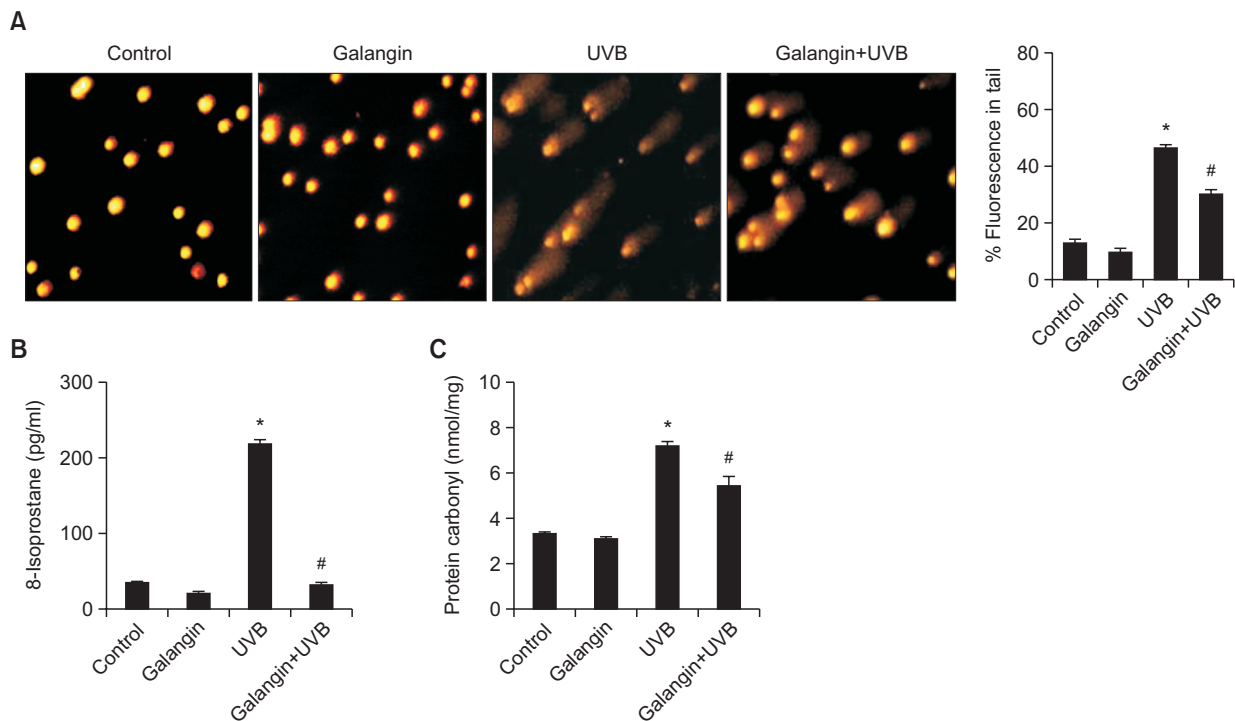 A
Control
Galangin
UVB
Galangin+UVB
% Fluorescence in tail
80
60
40
20
0
*
#
Control
Galangin
UVB
Galangin+UVB
B
8-Isoprostane (pg/ml)
300
200
100
0
*
#
Control
Galangin
UVB
Galangin+UVB
C
Protein carbonyl (nmol/mg)
10
8
6
4
2
0
*
#
Control
Galangin
UVB
Galangin+UVB